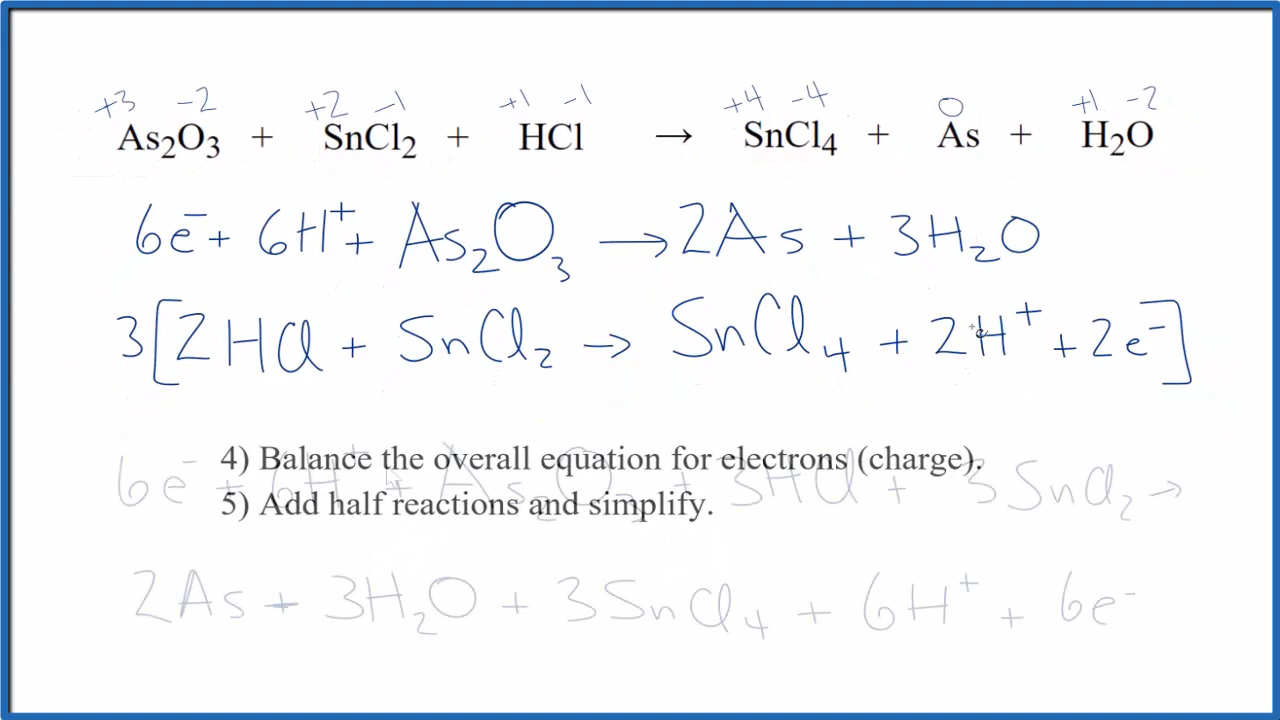 +3 -2 +2 -1 +1 -1 +4 -4 0 +1 -2
As₂O₃ + SnCl₂ + HCl → SnCl₄ + As + H₂O
6e⁻ + 6H⁺ + As₂O₃ → 2As + 3H₂O
3[2HCl + SnCl₂ → SnCl₄ + 2H⁺ + 2e⁻]
4) Balance the overall equation for electrons (charge).
6e⁻ + 6H⁺ + As₂O₃ + 3HCl + 3SnCl₂ →
5) Add half reactions and simplify.
2As + 3H₂O + 3SnCl₄ + 6H⁺ + 6e⁻